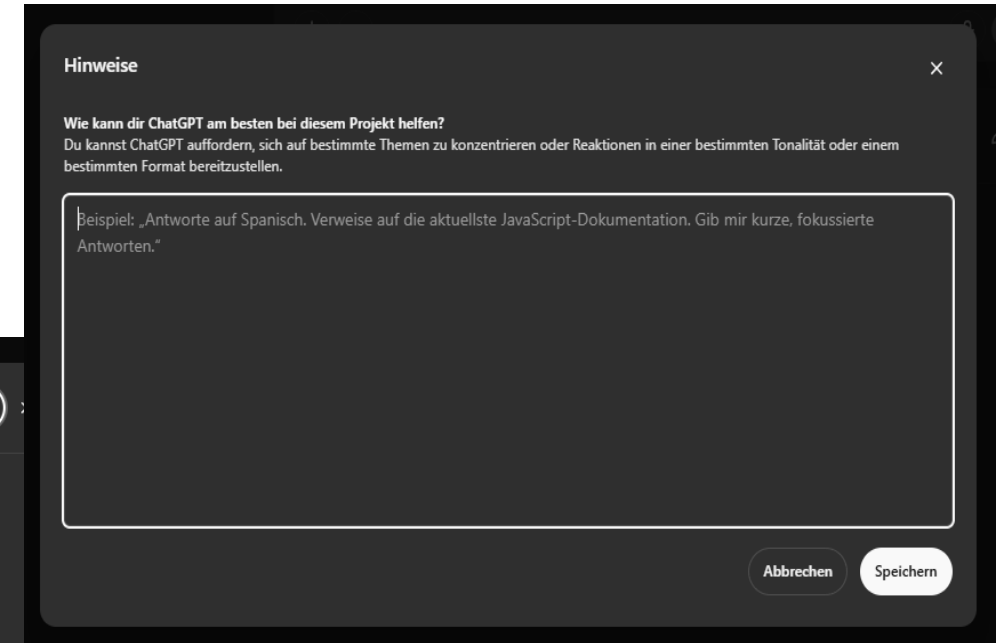 Hinweise
Wie kann dir ChatGPT am besten bei diesem Projekt helfen?
Du kannst ChatGPT auffordern, sich auf bestimmte Themen zu konzentrieren oder Reaktionen in einer bestimmten Tonalität oder einem
bestimmten Format bereitzustellen.
Beispiel: „Antworte auf Spanisch. Verweise auf die aktuellste JavaScript-Dokumentation. Gib mir kurze, fokussierte
Antworten.“
Abbrechen Speichern